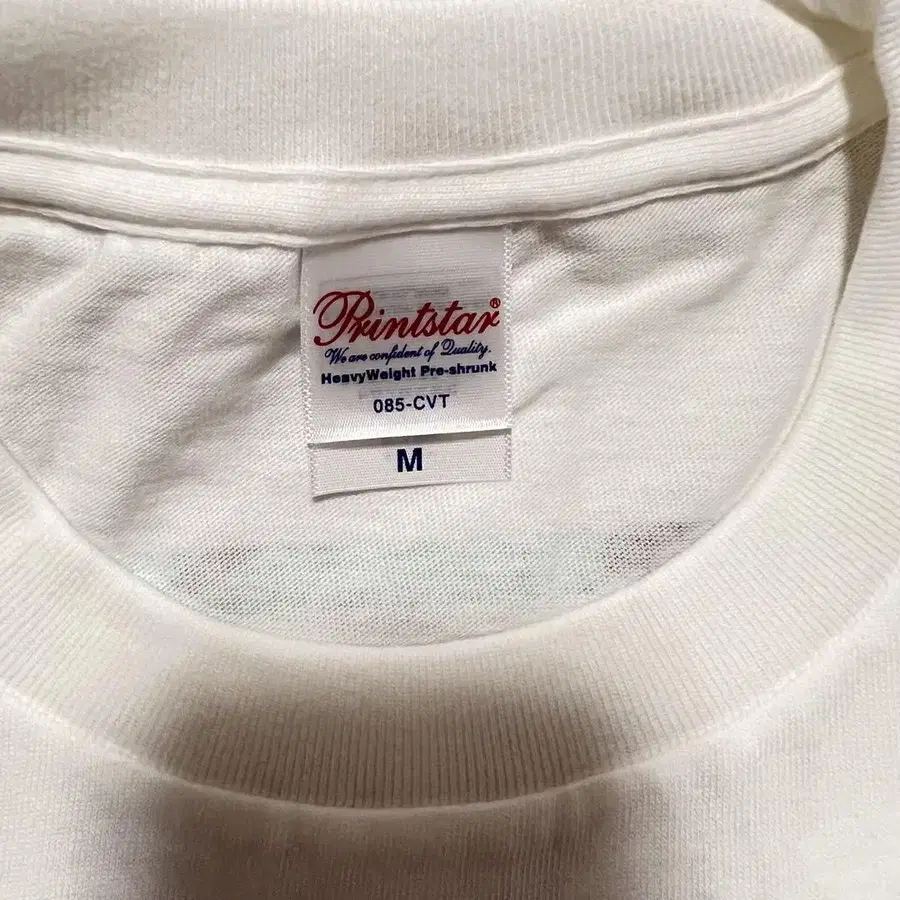 Printstar®
We are confident of Quality.
HeavyWeight Pre-shrunk
085-CVT
M